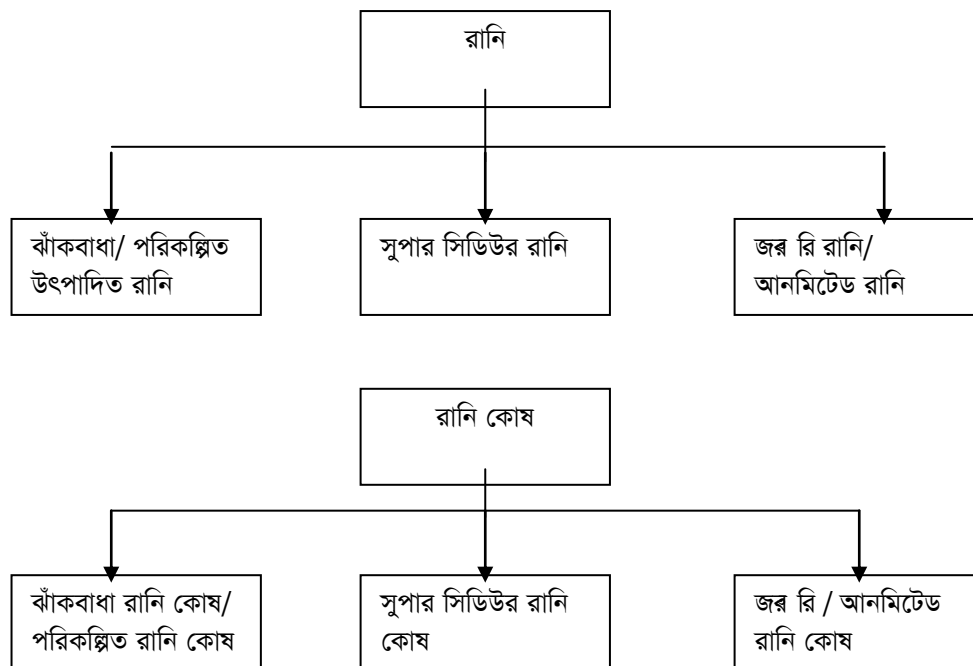 রানি
ঝাঁকবাধা/ পরিকল্পিত
উৎপাদিত রানি
সুপার সিডিউর রানি
জরু রি রানি/
আনমিটেড রানি
রানি কোষ
ঝাঁকবাধা রানি কোষ/
পরিকল্পিত রানি কোষ
সুপার সিডিউর রানি
কোষ
জরু রি / আনমিটেড
রানি কোষ